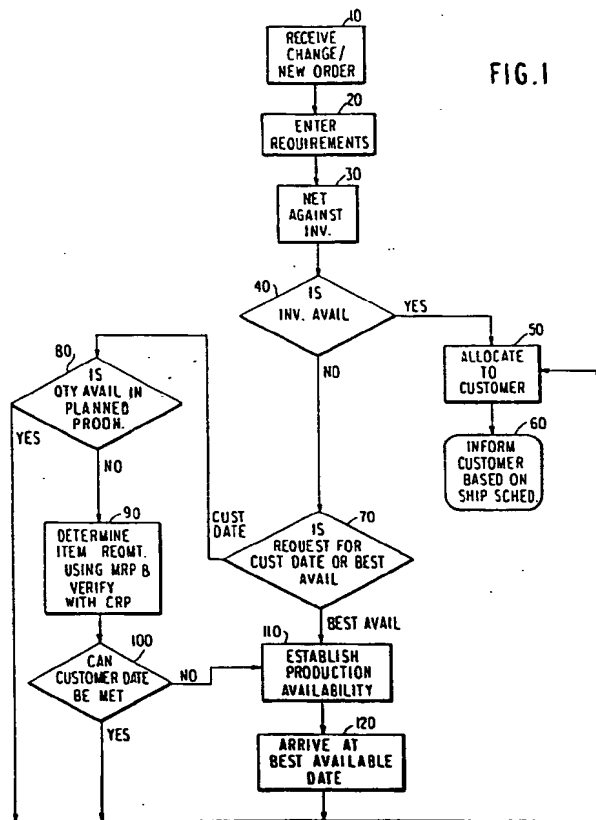 10
RECEIVE
CHANGE/
NEW ORDER
FIG.1
20
ENTER
REQUIREMENTS
30
NET
AGAINST
INV.
40
IS
INV. AVAIL
YES
NO
50
ALLOCATE
TO
CUSTOMER
60
INFORM
CUSTOMER
BASED ON
SHIP SCHED.
80
IS
QTY AVAIL IN
PLANNED
PRODN.
YES
NO
70
IS
REQUEST FOR
CUST DATE OR BEST
AVAIL
CUST
DATE
BEST AVAIL
90
DETERMINE
ITEM REQMT.
USING MRP &
VERIFY
WITH CRP
100
CAN
CUSTOMER DATE
BE MET
NO
YES
110
ESTABLISH
PRODUCTION
AVAILABILITY
120
ARRIVE AT
BEST AVAILABLE
DATE